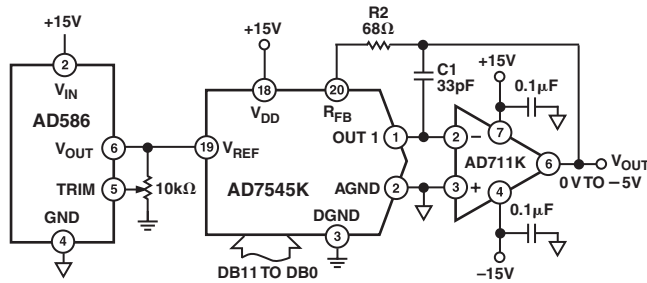 +15V
2
VIN
AD586
VOUT
6
TRIM
5
GND
4
10kΩ
+15V
18
VDD
20
RFB
19
VREF
OUT 1
1
AD7545K
AGND
2
DGND
3
DB11 TO DB0
R2
68Ω
C1
33pF
+15V
0.1µF
7
2
–
AD711K
3
+
6
VOUT
0V TO –5V
4
0.1µF
–15V